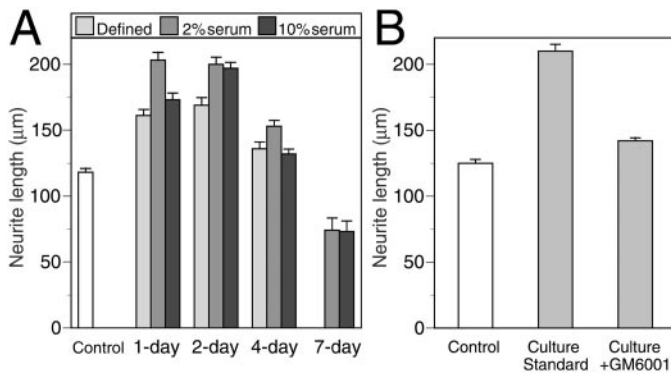 A
Defined 2% serum 10% serum
Neurite length (μm)
200
150
100
50
0
Control 1-day 2-day 4-day 7-day
B
Neurite length (μm)
200
150
100
50
0
Control Culture Standard Culture +GM6001